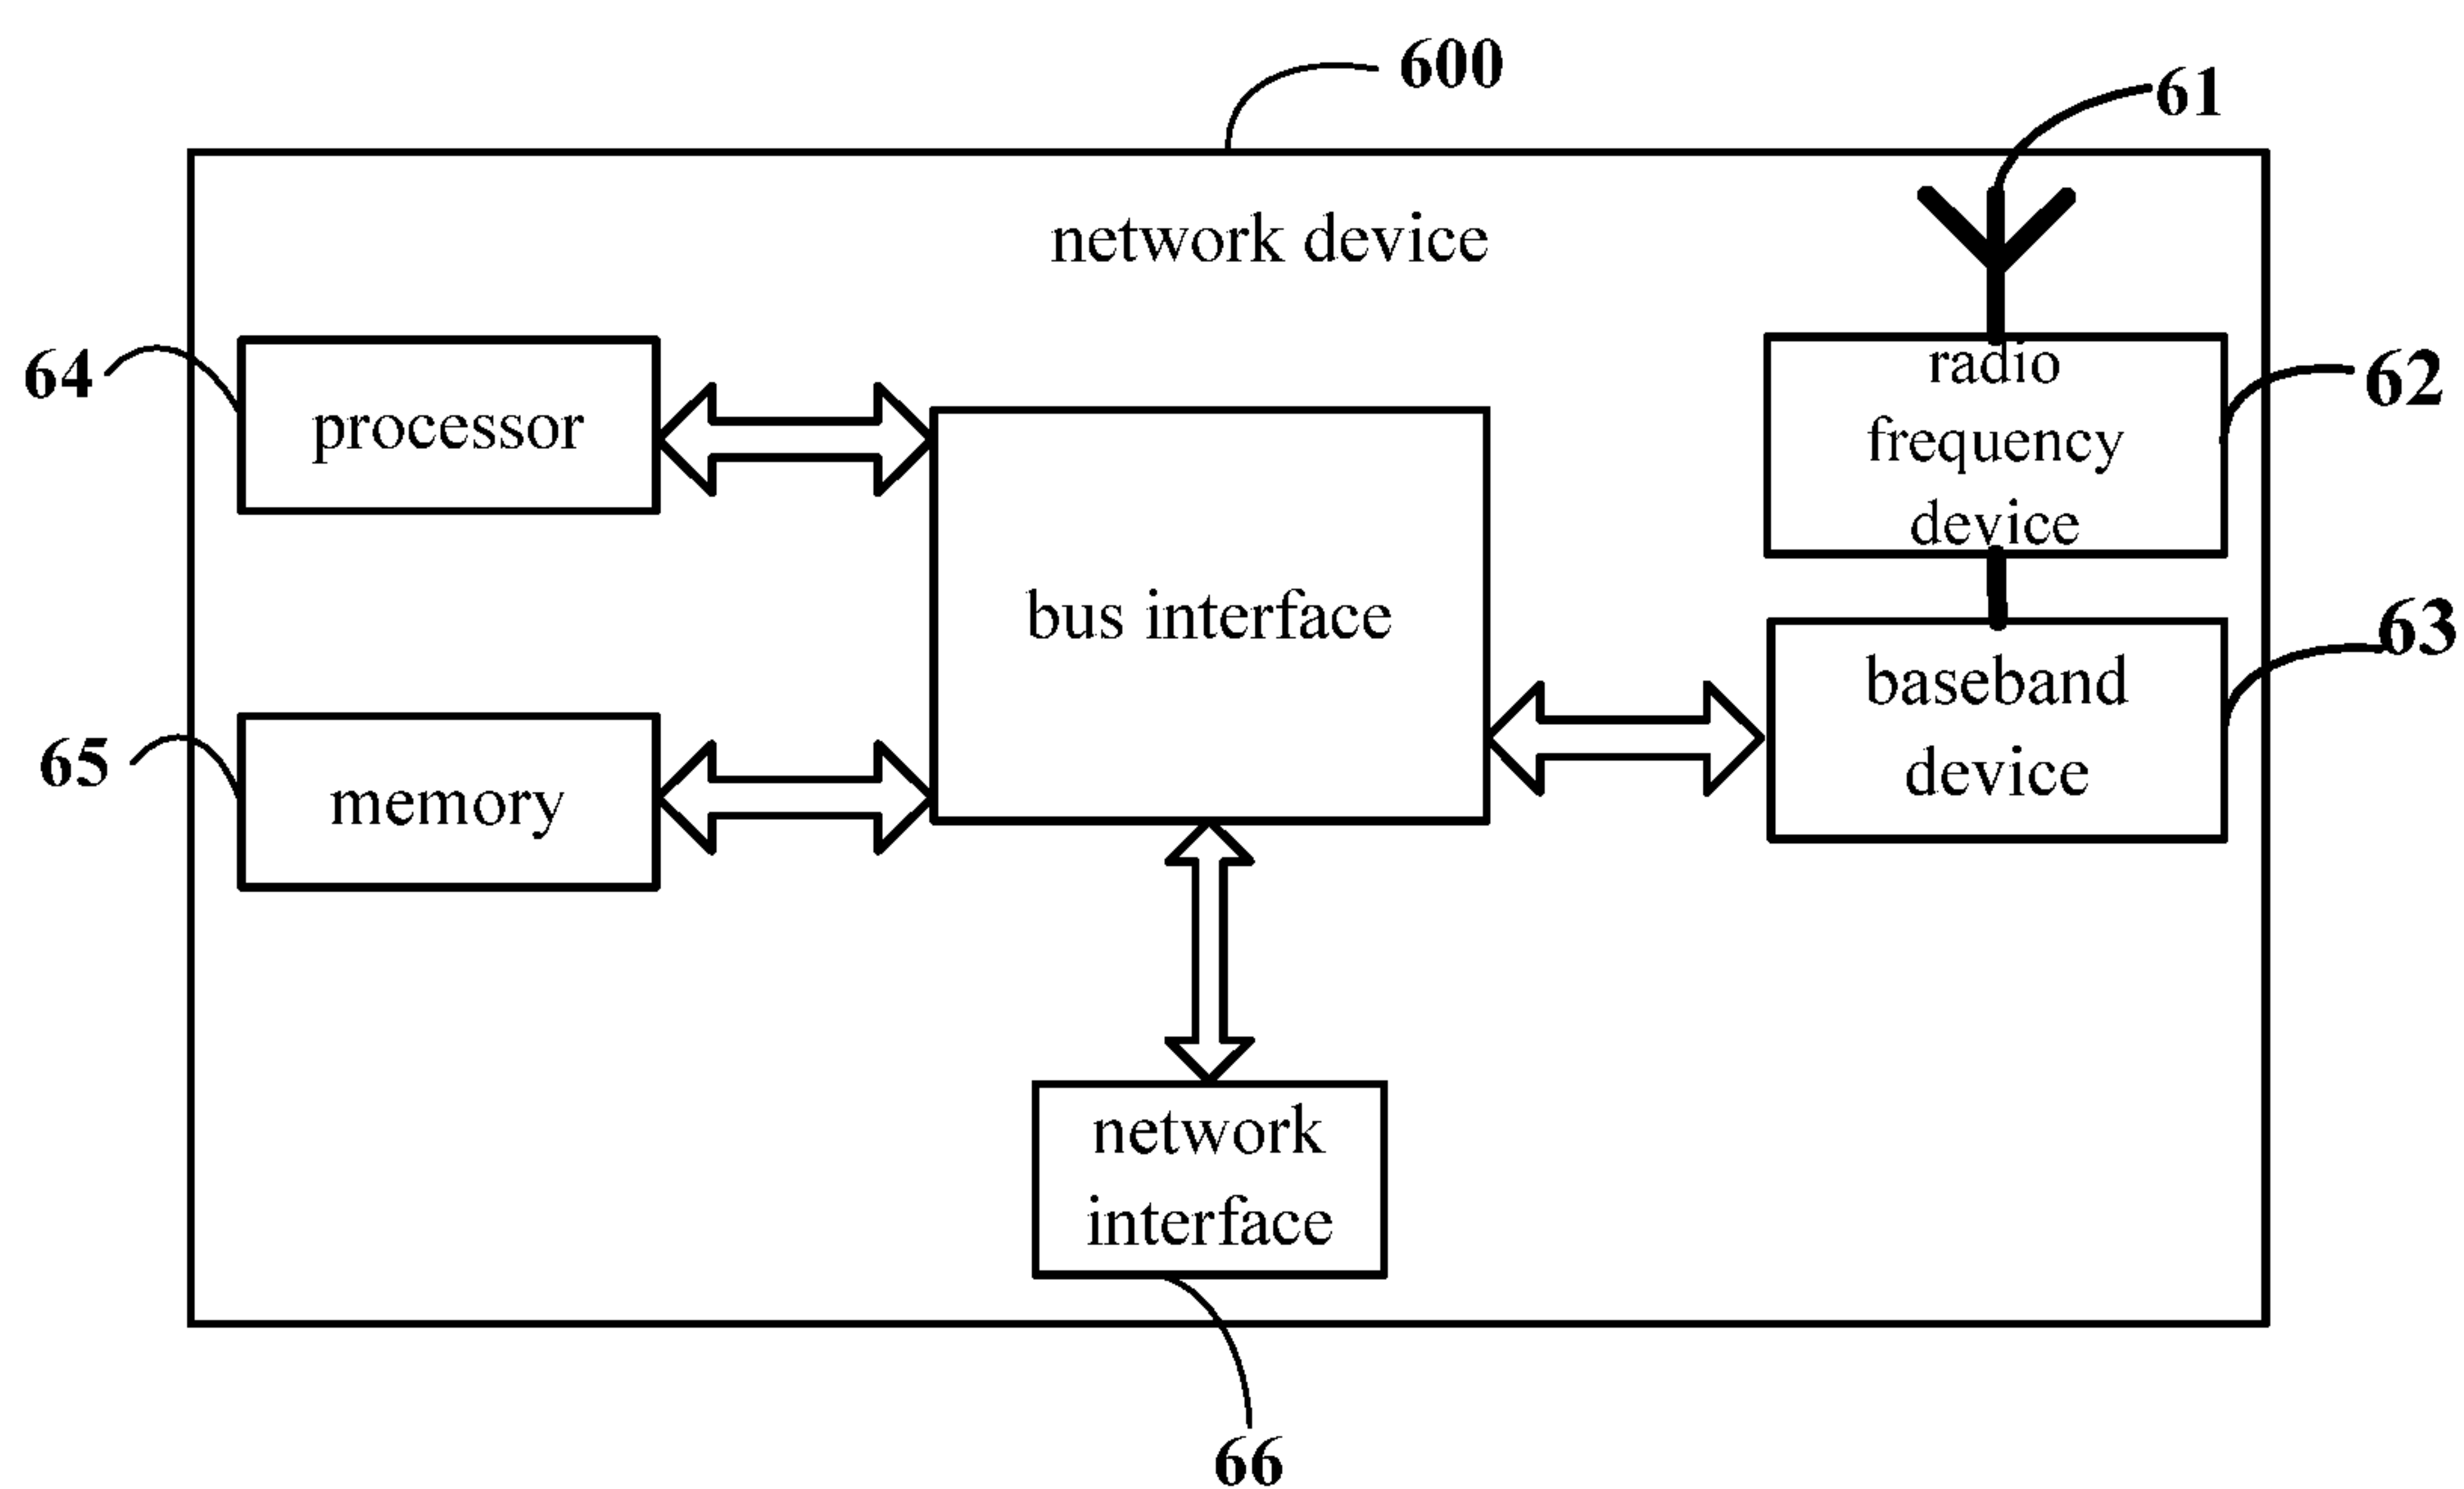 600
61
network device
64
processor
radio
frequency
device
62
bus interface
63
baseband
device
65
memory
network
interface
66